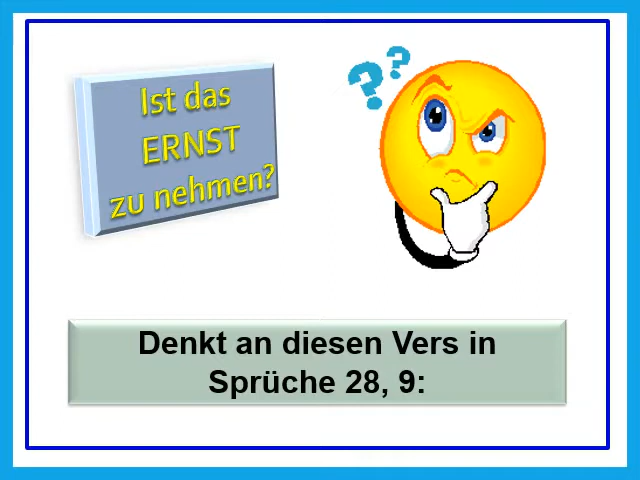 Ist das
ERNST
zu nehmen?
??
Denkt an diesen Vers in
Sprüche 28, 9: